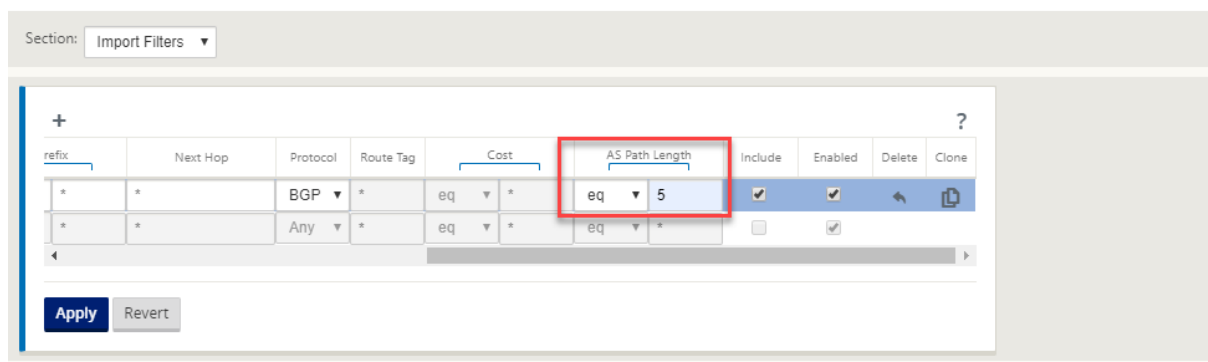 Section: Import Filters
+ ?
refix Next Hop Protocol Route Tag Cost AS Path Length Include Enabled Delete Clone
* * BGP * eq * eq 5
* * Any * eq * eq *
Apply Revert